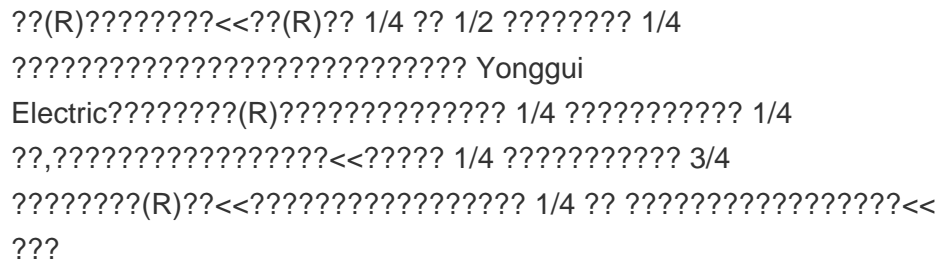 ??(R)????????<<??(R)?? 1/4 ?? 1/2 ???????? 1/4
???????????????????????????? Yonggui
Electric????????(R)?????????????? 1/4 ??????????? 1/4
??,?????????????????<<????? 1/4 ??????????? 3/4
????????(R)??<<????????????????? 1/4 ?? ?????????????????<<
???